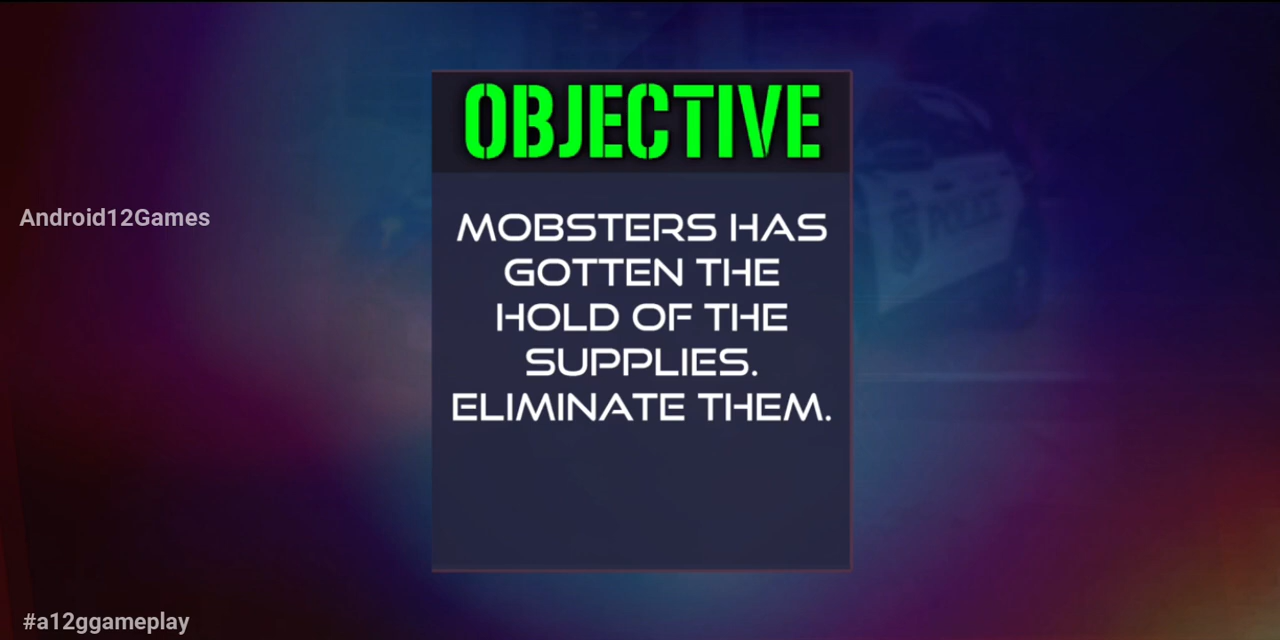 OBJECTIVE
Android12Games
MOBSTERS HAS
GOTTEN THE
HOLD OF THE
SUPPLIES.
ELIMINATE THEM.
#a12ggameplay